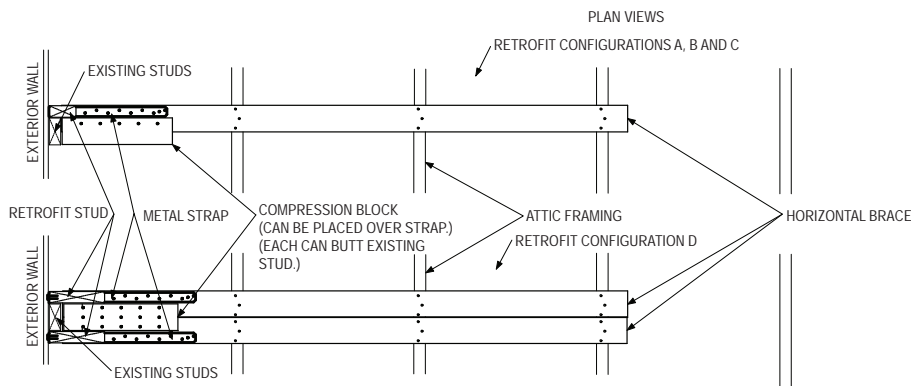 PLAN VIEWS
RETROFIT CONFIGURATIONS A, B AND C
EXISTING STUDS
EXTERIOR WALL
RETROFIT STUD
METAL STRAP
COMPRESSION BLOCK
(CAN BE PLACED OVER STRAP.)
(EACH CAN BUTT EXISTING
STUD.)
ATTIC FRAMING
HORIZONTAL BRACE
RETROFIT CONFIGURATION D
EXTERIOR WALL
EXISTING STUDS